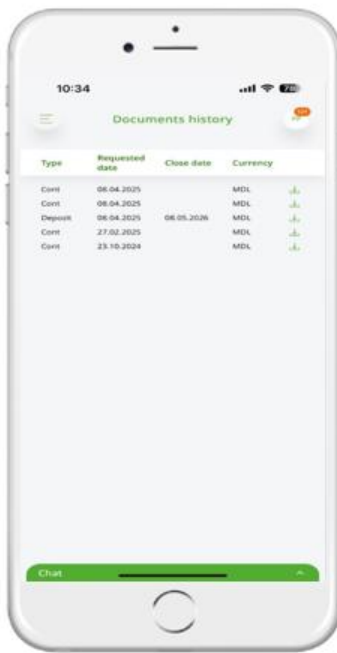 10:34
Documents history
Type Requested date Close date Currency
Cont 08.04.2025 MDL
Cont 08.04.2025 MDL
Deposit 08.04.2025 08.05.2026 MDL
Cont 27.02.2025 MDL
Cont 23.10.2024 MDL
Chat